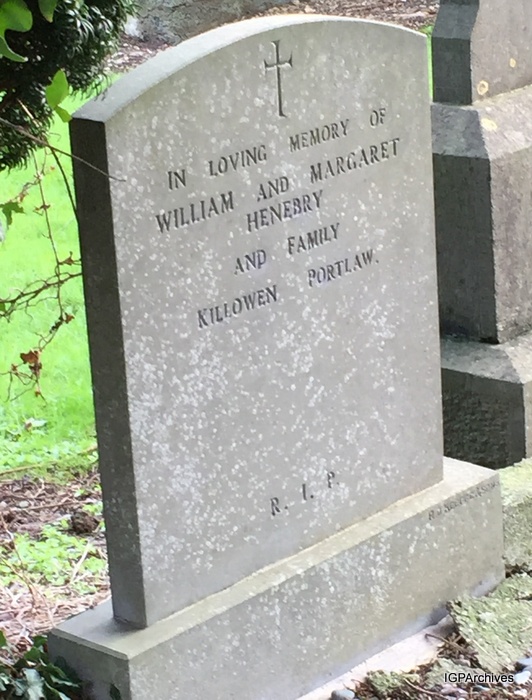 IN LOVING MEMORY OF
WILLIAM AND MARGARET
HENEBRY
AND FAMILY
KILLOWEN PORTLAW.
R. I. P.
IGPArchives